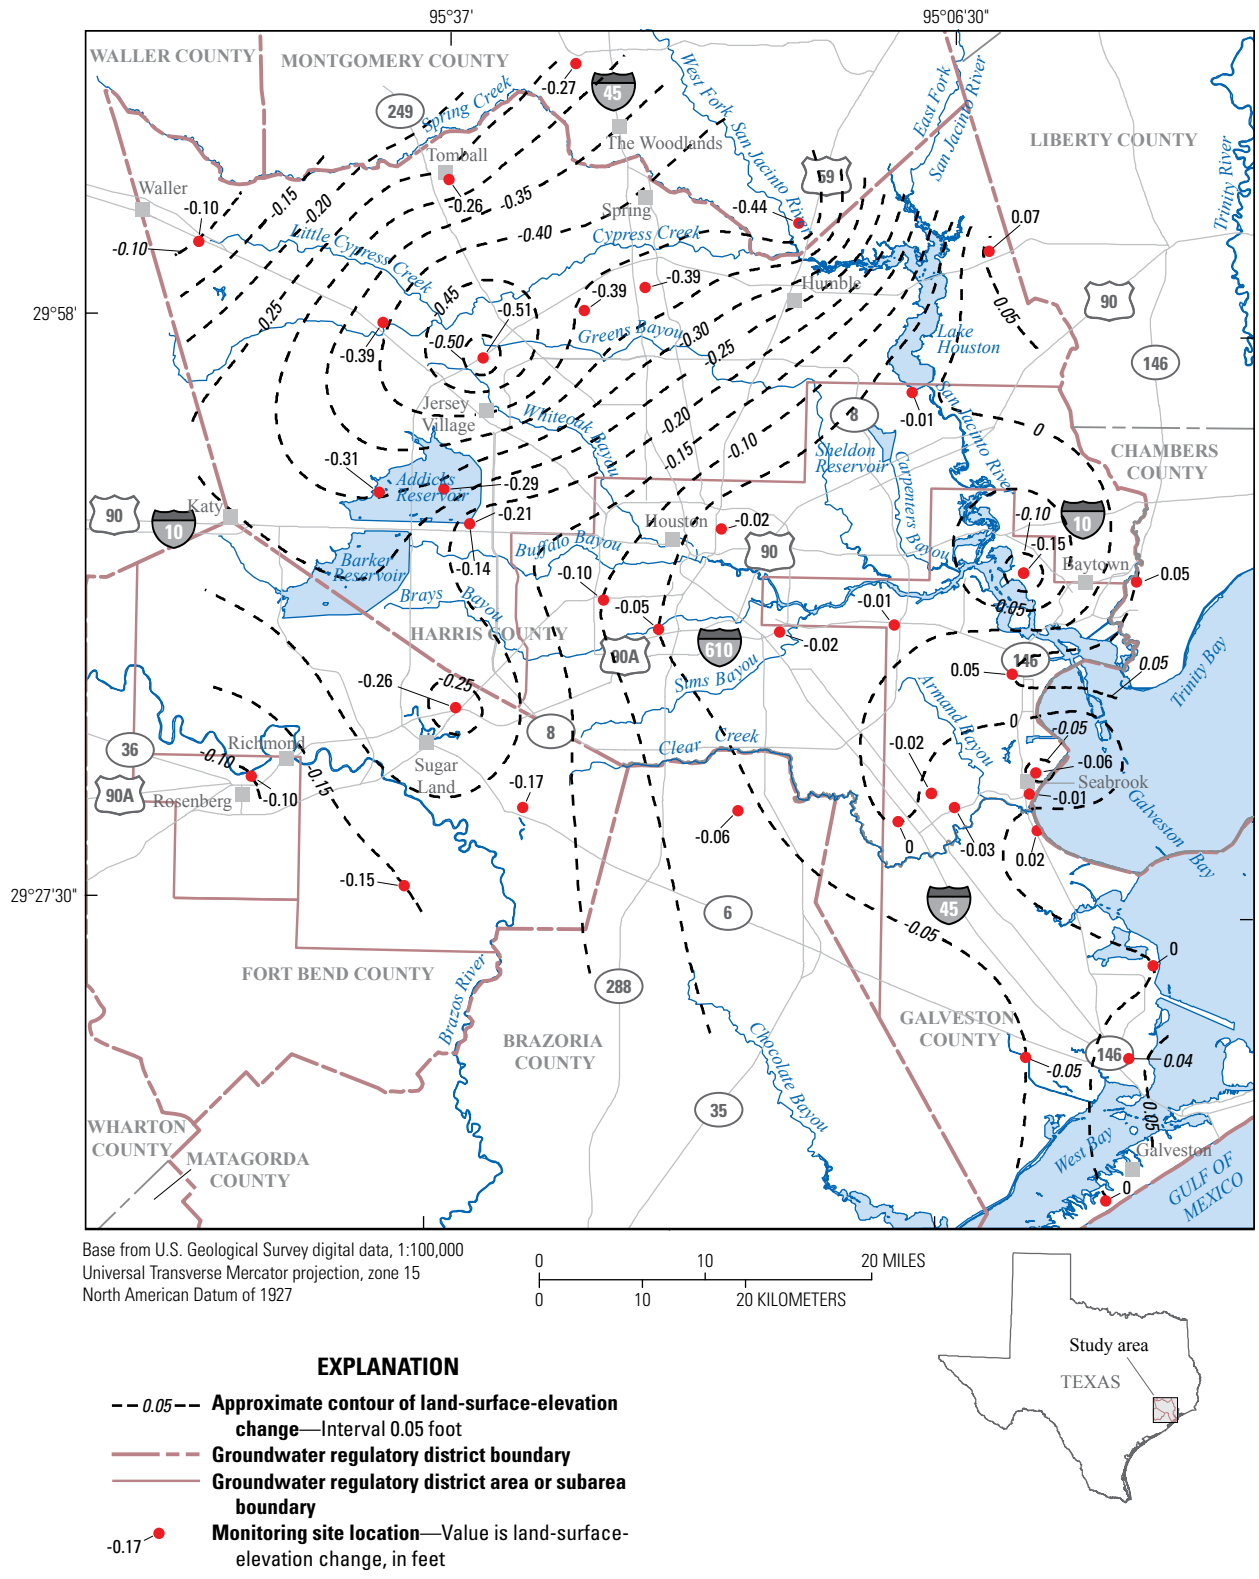 95°37'
95°06'30"
WALLER COUNTY
MONTGOMERY COUNTY
-0.27
45
249
Spring Creek
West Fork San Jacinto River
East Fork
San Jacinto River
LIBERTY COUNTY
Trinity River
The Woodlands
Tomball
59
Waller
-0.10
-0.15
-0.20
-0.26
-0.35
Spring
-0.44
0.07
-0.10
Little Cypress Creek
-0.40
Cypress Creek
-0.39
-0.39
Humble
90
29°58'
-0.25
-0.45
-0.51
0.05
-0.39
-0.50
Greens Bayou
-0.30
-0.25
Lake
Houston
146
Jersey
Village
Whiteoak Bayou
-0.20
-0.15
-0.10
8
-0.01
San Jacinto River
0
Sheldon
Reservoir
Carpenters Bayou
CHAMBERS
COUNTY
-0.31
Addicks
Reservoir
-0.29
-0.21
90
10
Katy
Houston
-0.02
90
-0.10
10
-0.15
Baytown
0.05
Barker
Reservoir
Buffalo Bayou
-0.14
-0.10
-0.05
-0.01
-0.05
Brays Bayou
HARRIS COUNTY
90A
610
-0.02
Sims Bayou
146
0.05
0.05
Trinity Bay
-0.26
-0.25
Armand Bayou
0
-0.05
36
Richmond
8
Clear Creek
-0.02
-0.06
-0.10
-0.15
Sugar
Land
Seabrook
90A
Rosenberg
-0.10
-0.17
-0.01
Galveston Bay
-0.06
0
-0.03
0.02
-0.15
29°27'30"
6
45
-0.05
0
FORT BEND COUNTY
288
Brazos River
BRAZORIA
COUNTY
GALVESTON
COUNTY
Chocolate Bayou
146
0.04
-0.05
35
0.05
WHARTON
COUNTY
MATAGORDA
COUNTY
West Bay
Galveston
0
GULF OF
MEXICO
Base from U.S. Geological Survey digital data, 1:100,000
Universal Transverse Mercator projection, zone 15
North American Datum of 1927
0 10 20 MILES
0 10 20 KILOMETERS
Study area
TEXAS
EXPLANATION
0.05 Approximate contour of land-surface-elevation
change—Interval 0.05 foot
Groundwater regulatory district boundary
Groundwater regulatory district area or subarea
boundary
-0.17 Monitoring site location—Value is land-surface-
elevation change, in feet